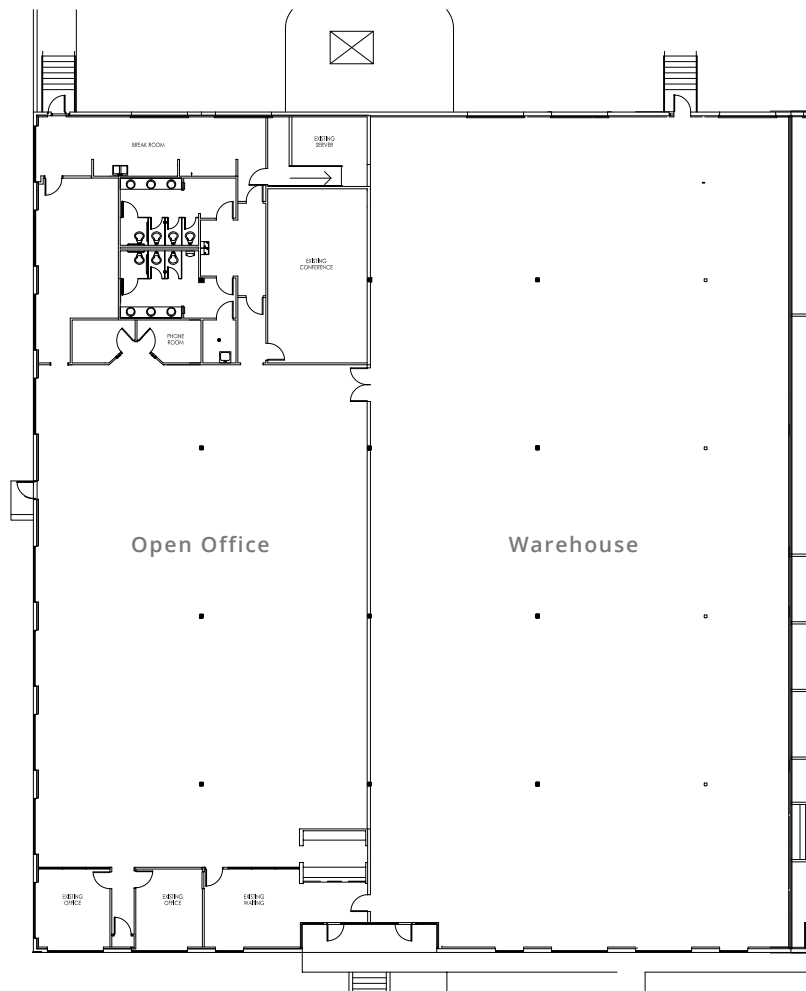 BREAK ROOM
EXISTING
SERVER
EXISTING
CONFERENCE
PHONE
ROOM
Open Office
Warehouse
EXISTING
OFFICE
EXISTING
OFFICE
EXISTING
WAITING